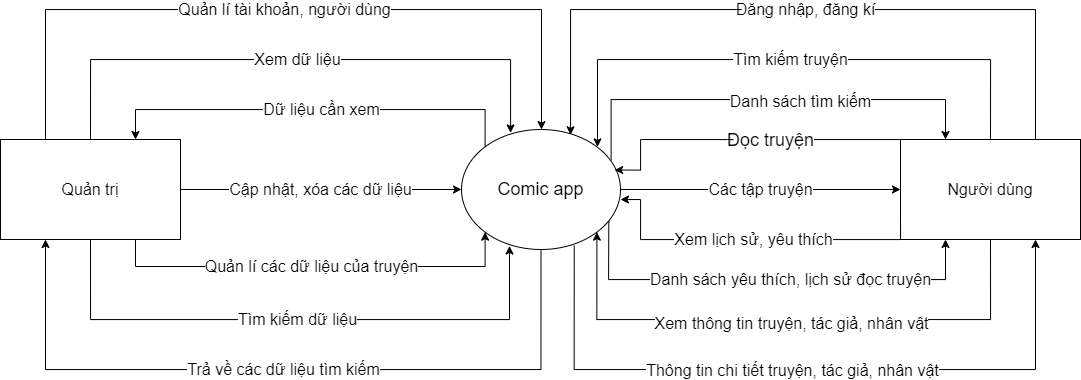 Quản lí tài khoản, người dùng
Đăng nhập, đăng kí
Xem dữ liệu
Tìm kiếm truyện
Dữ liệu cần xem
Danh sách tìm kiếm
Đọc truyện
Quản trị
Cập nhật, xóa các dữ liệu
Comic app
Các tập truyện
Người dùng
Xem lịch sử, yêu thích
Quản lí các dữ liệu của truyện
Danh sách yêu thích, lịch sử đọc truyện
Tìm kiếm dữ liệu
Xem thông tin truyện, tác giả, nhân vật
Trả về các dữ liệu tìm kiếm
Thông tin chi tiết truyện, tác giả, nhân vật